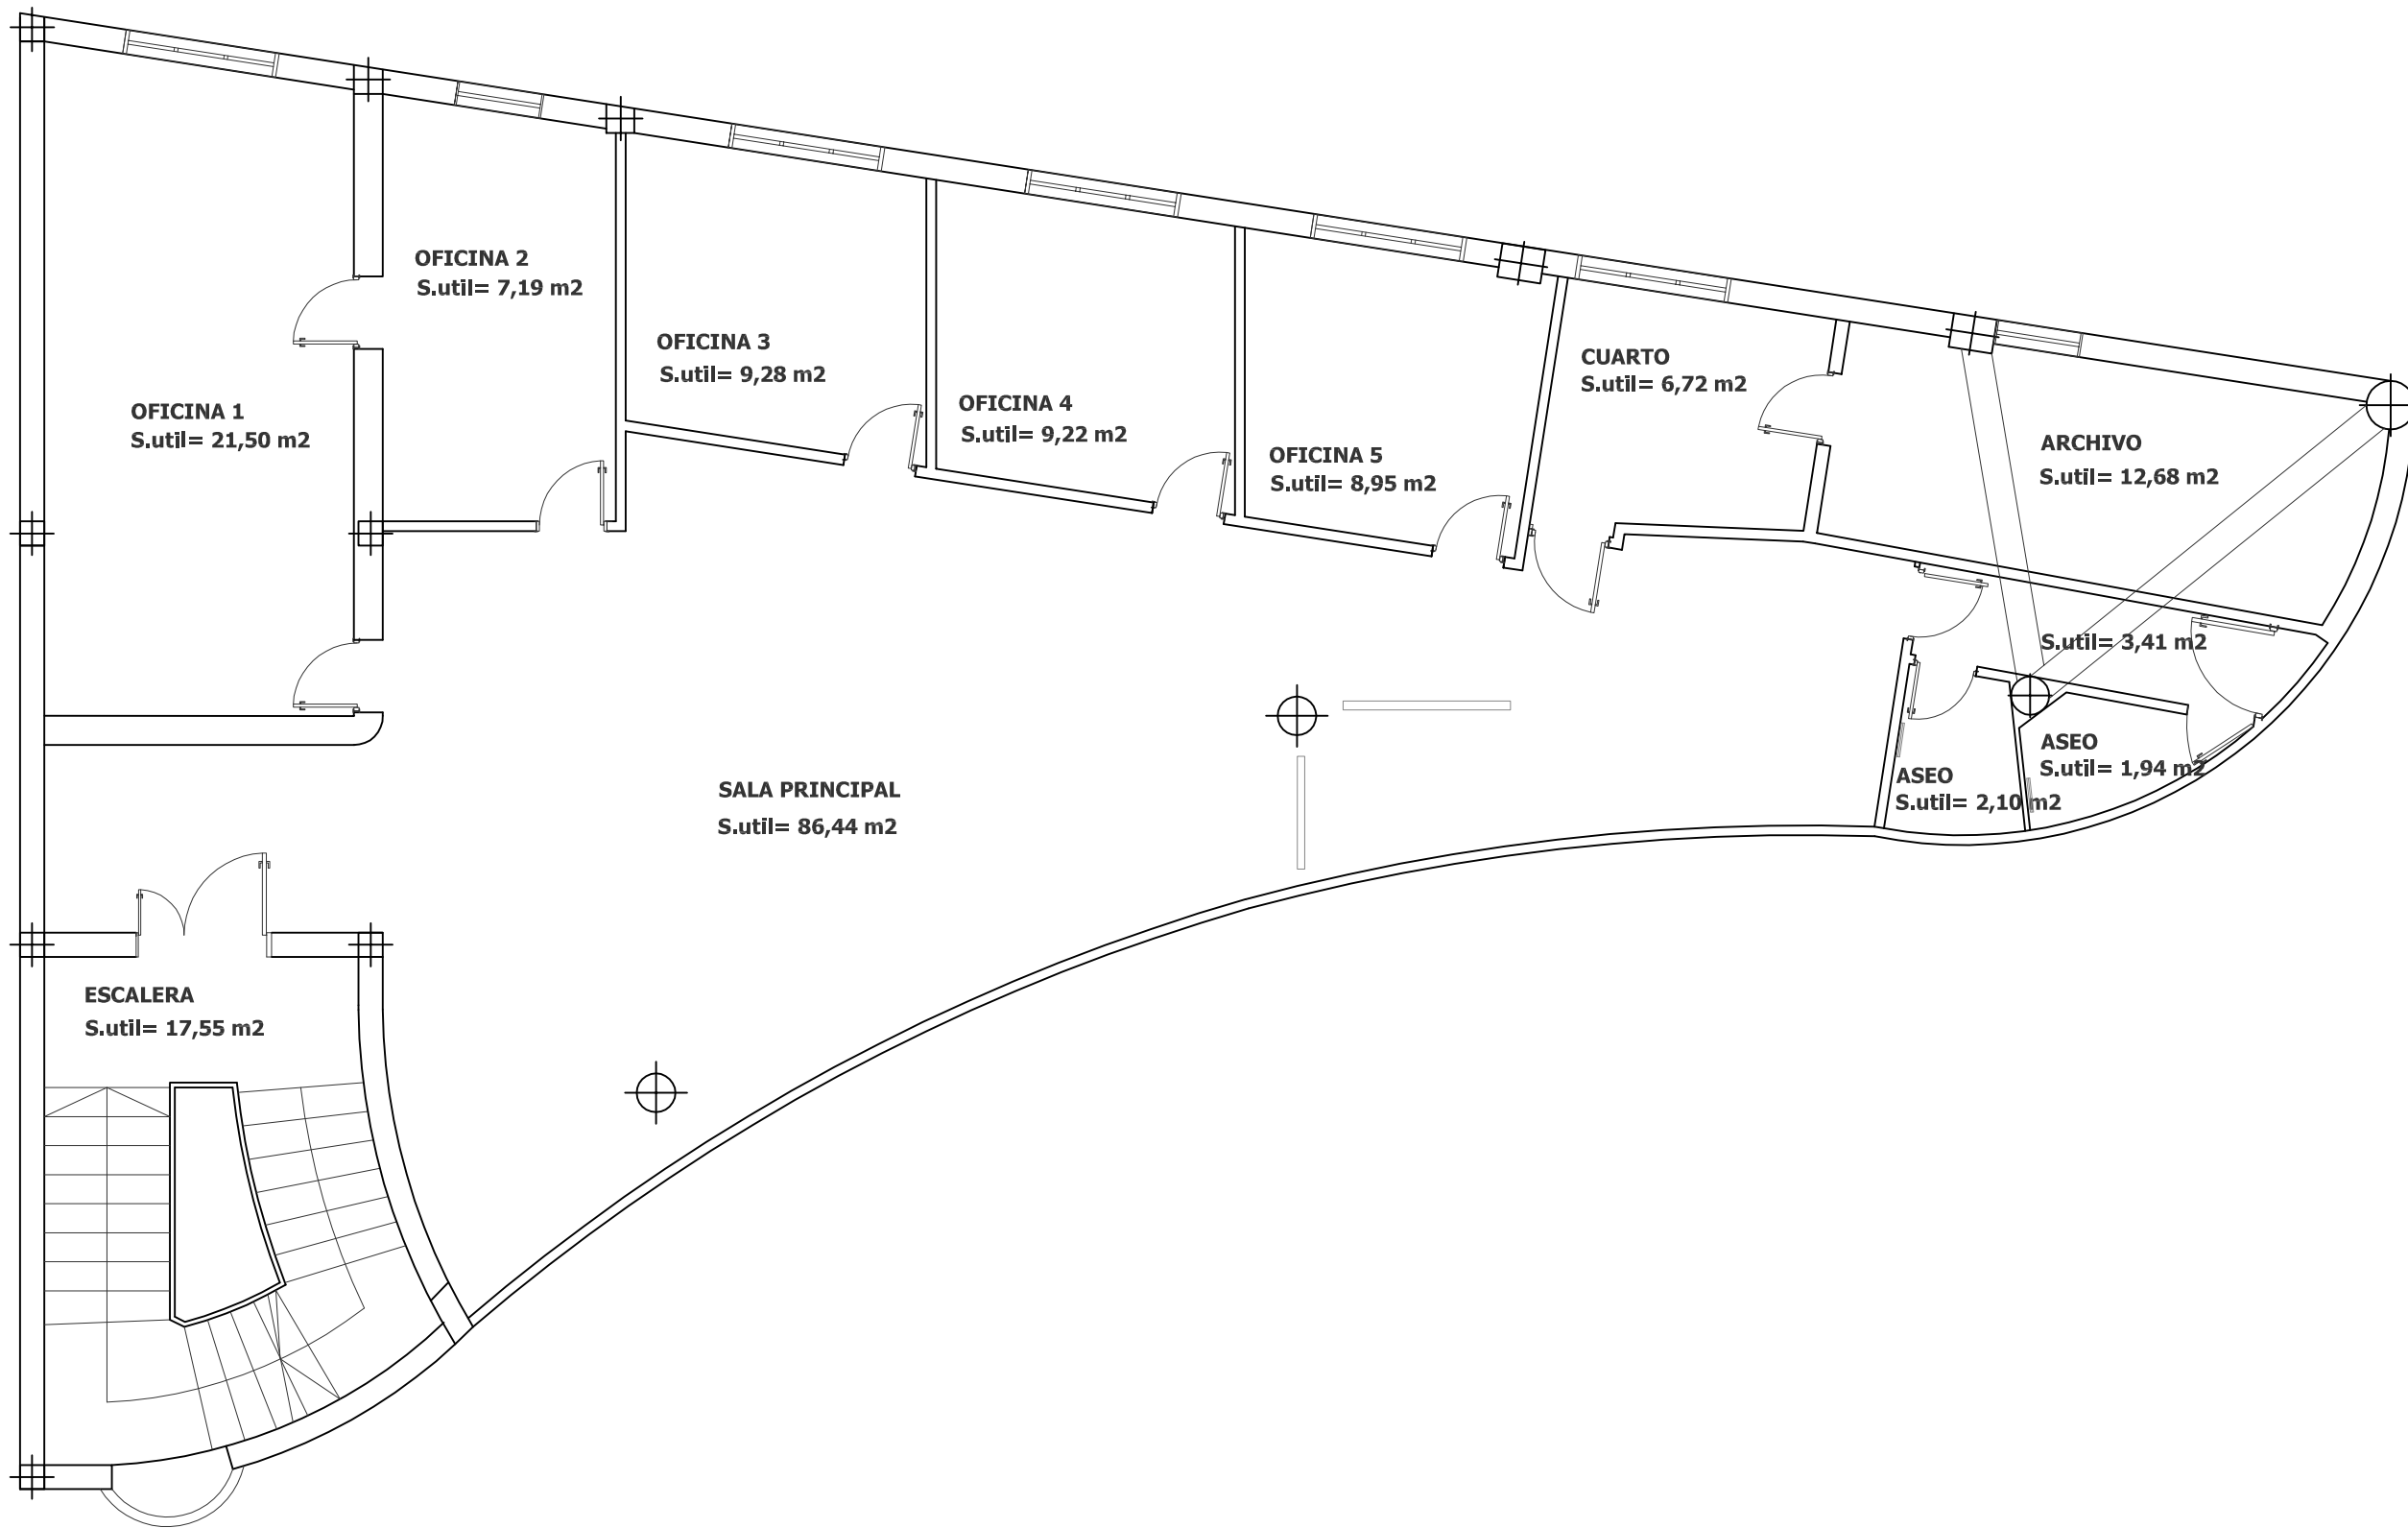 OFICINA 2
S.util= 7,19 m2
OFICINA 3
S.util= 9,28 m2
CUARTO
S.util= 6,72 m2
OFICINA 1
S.util= 21,50 m2
OFICINA 4
S.util= 9,22 m2
ARCHIVO
S.util= 12,68 m2
OFICINA 5
S.util= 8,95 m2
S.util= 3,41 m2
ASEO
S.util= 1,94 m2
ASEO
S.util= 2,10 m2
SALA PRINCIPAL
S.util= 86,44 m2
ESCALERA
S.util= 17,55 m2